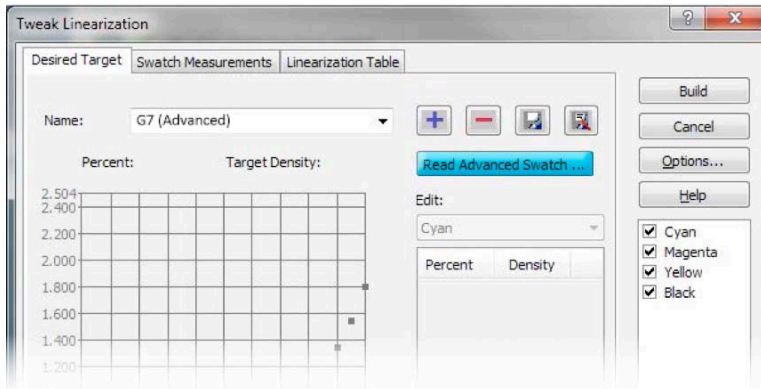 Tweak Linearization
Desired Target
Swatch Measurements
Linearization Table
Name:
G7 (Advanced)
Percent:
Target Density:
Read Advanced Swatch ...
Edit:
Cyan
Percent
Density
2.504
2.400
2.200
2.000
1.800
1.600
1.400
1.200
Build
Cancel
Options...
Help
Cyan
Magenta
Yellow
Black